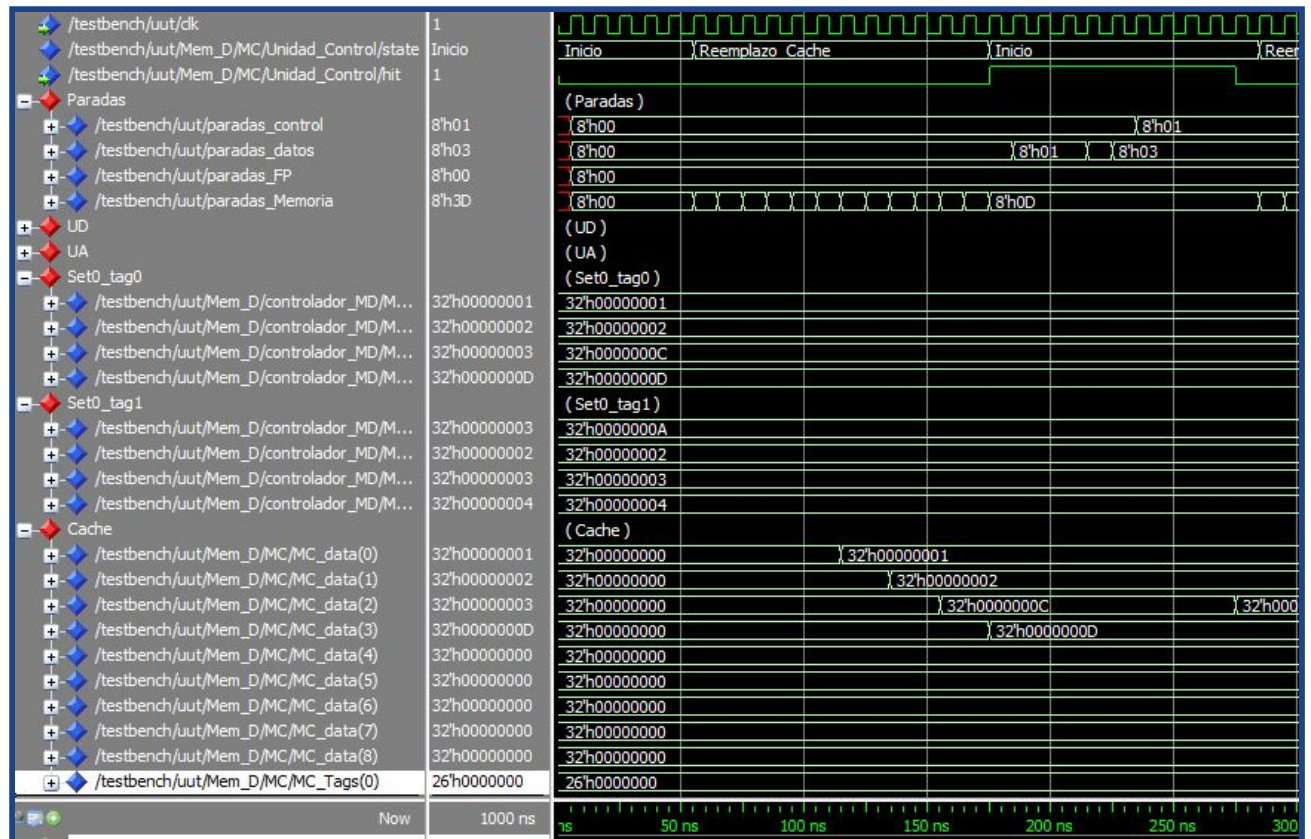 /testbench/uut/clk 1
/testbench/uut/Mem_D/MC/Unidad_Control/state Inicio Inicio Reemplazo Cache Inicio Reer
/testbench/uut/Mem_D/MC/Unidad_Control/hit 1
Paradas (Paradas)
/testbench/uut/paradas_control 8'h01 8'h00 8'h01
/testbench/uut/paradas_datos 8'h03 8'h00 8'h01 8'h03
/testbench/uut/paradas_FP 8'h00 8'h00
/testbench/uut/paradas_Memoria 8'h3D 8'h00 8'h0D
UD (UD)
UA (UA)
Set0_tag0 (Set0_tag0)
/testbench/uut/Mem_D/controlador_MD/M... 32'h00000001 32'h00000001
/testbench/uut/Mem_D/controlador_MD/M... 32'h00000002 32'h00000002
/testbench/uut/Mem_D/controlador_MD/M... 32'h00000003 32'h0000000C
/testbench/uut/Mem_D/controlador_MD/M... 32'h0000000D 32'h0000000D
Set0_tag1 (Set0_tag1)
/testbench/uut/Mem_D/controlador_MD/M... 32'h00000003 32'h0000000A
/testbench/uut/Mem_D/controlador_MD/M... 32'h00000002 32'h00000002
/testbench/uut/Mem_D/controlador_MD/M... 32'h00000003 32'h00000003
/testbench/uut/Mem_D/controlador_MD/M... 32'h00000004 32'h00000004
Cache (Cache)
/testbench/uut/Mem_D/MC/MC_data(0) 32'h00000001 32'h00000000 32'h00000001
/testbench/uut/Mem_D/MC/MC_data(1) 32'h00000002 32'h00000000 32'h00000002
/testbench/uut/Mem_D/MC/MC_data(2) 32'h00000003 32'h00000000 32'h0000000C 32'h000
/testbench/uut/Mem_D/MC/MC_data(3) 32'h0000000D 32'h00000000 32'h0000000D
/testbench/uut/Mem_D/MC/MC_data(4) 32'h00000000 32'h00000000
/testbench/uut/Mem_D/MC/MC_data(5) 32'h00000000 32'h00000000
/testbench/uut/Mem_D/MC/MC_data(6) 32'h00000000 32'h00000000
/testbench/uut/Mem_D/MC/MC_data(7) 32'h00000000 32'h00000000
/testbench/uut/Mem_D/MC/MC_data(8) 32'h00000000 32'h00000000
/testbench/uut/Mem_D/MC/MC_Tags(0) 26'h0000000 26'h0000000
Now 1000 ns ns 50 ns 100 ns 150 ns 200 ns 250 ns 300